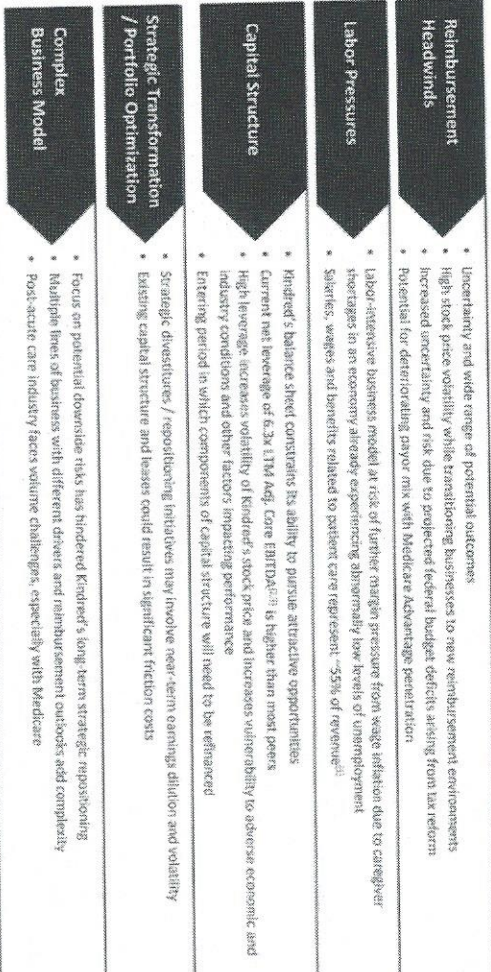 Reimbursement
Headwinds
• Uncertainty and wide range of potential outcomes
• High stock price volatility while transitioning businesses to new reimbursement environments
• Increased uncertainty and risk due to projected federal budget deficits arising from tax reform
• Potential for deteriorating payor mix with Medicare Advantage penetration
Labor Pressures
• Labor-intensive business model at risk of further margin pressure from wage inflation due to caregiver
shortages in an economy already experiencing abnormally low levels of unemployment
• Salaries, wages and benefits related to patient care represent ~55% of revenue
Capital Structure
• Kindred's balance sheet constrains its ability to pursue attractive opportunities
• Current net leverage of 6.3x LTM Adj. Core EBITDA is higher than most peers
• High leverage increases volatility of Kindred's stock price and increases vulnerability to adverse economic and
industry conditions and other factors impacting performance
• Entering period in which components of capital structure will need to be refinanced
Strategic Transformation
/ Portfolio Optimization
• Strategic divestitures / repositioning initiatives may involve near-term earnings dilution and volatility
• Existing capital structure and leases could result in significant friction costs
Complex
Business Model
• Focus on potential downside risks has hindered Kindred's long-term strategic repositioning
• Multiple lines of business with different drivers and reimbursement outlooks add complexity
• Post-acute care industry faces volume challenges, especially with Medicare